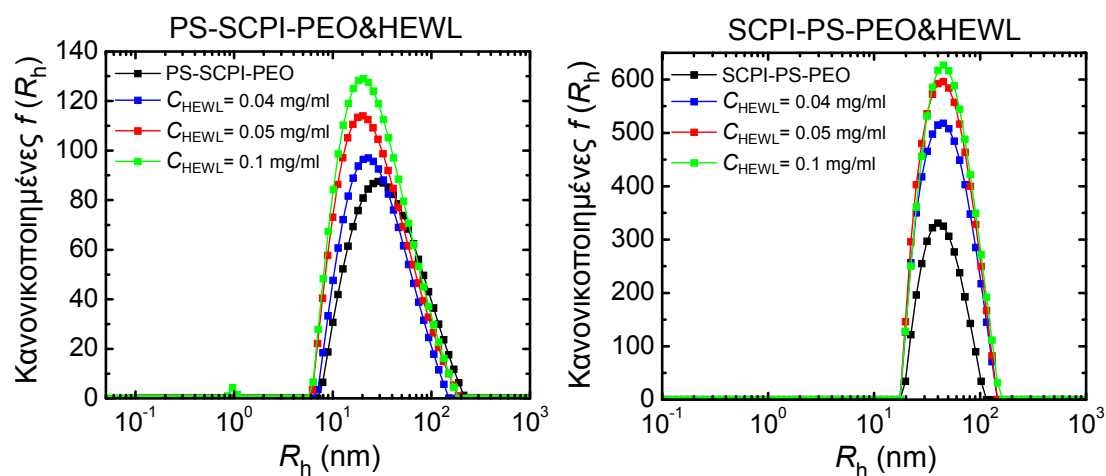 PS-SCPI-PEO&HEWL
Κανονικοποιημένες f (Rh)
140
120
100
80
60
40
20
0
PS-SCPI-PEO
CHEWL= 0.04 mg/ml
CHEWL= 0.05 mg/ml
CHEWL= 0.1 mg/ml
10-1
100
101
102
103
Rh (nm)
SCPI-PS-PEO&HEWL
Κανονικοποιημένες f (Rh)
600
500
400
300
200
100
0
SCPI-PS-PEO
CHEWL= 0.04 mg/ml
CHEWL= 0.05 mg/ml
CHEWL= 0.1 mg/ml
10-1
100
101
102
103
Rh (nm)